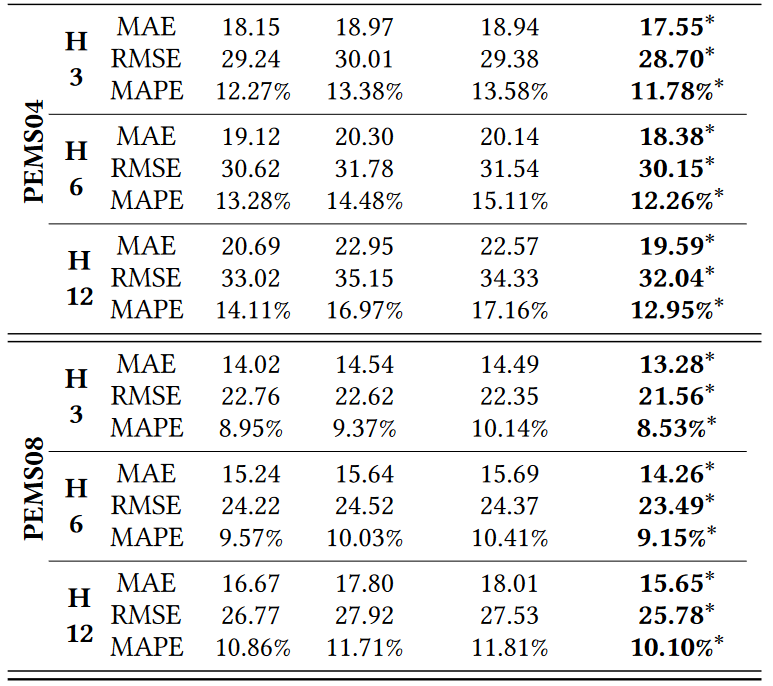 PEMS04
H 3
MAE 18.15 18.97 18.94 17.55*
RMSE 29.24 30.01 29.38 28.70*
MAPE 12.27% 13.38% 13.58% 11.78%*
H 6
MAE 19.12 20.30 20.14 18.38*
RMSE 30.62 31.78 31.54 30.15*
MAPE 13.28% 14.48% 15.11% 12.26%*
H 12
MAE 20.69 22.95 22.57 19.59*
RMSE 33.02 35.15 34.33 32.04*
MAPE 14.11% 16.97% 17.16% 12.95%*
PEMS08
H 3
MAE 14.02 14.54 14.49 13.28*
RMSE 22.76 22.62 22.35 21.56*
MAPE 8.95% 9.37% 10.14% 8.53%*
H 6
MAE 15.24 15.64 15.69 14.26*
RMSE 24.22 24.52 24.37 23.49*
MAPE 9.57% 10.03% 10.41% 9.15%*
H 12
MAE 16.67 17.80 18.01 15.65*
RMSE 26.77 27.92 27.53 25.78*
MAPE 10.86% 11.71% 11.81% 10.10%*